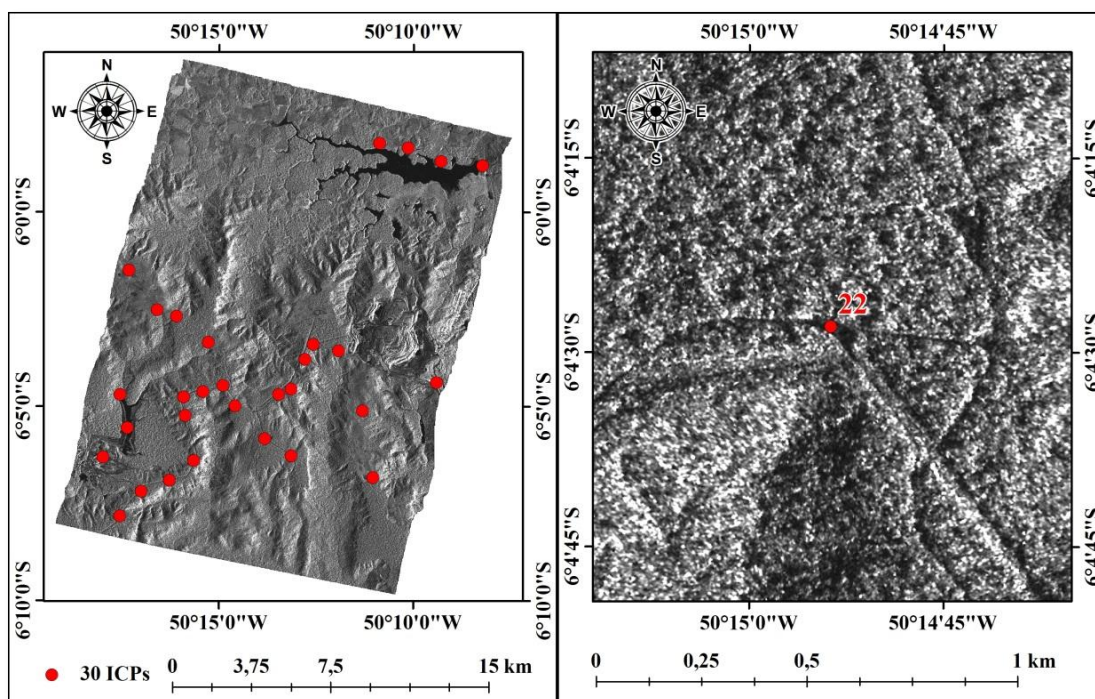 50°15'0"W 50°10'0"W
N
W E
S
6°0'0"S 6°0'0"S
6°5'0"S 6°5'0"S
6°10'0"S 6°10'0"S
50°15'0"W 50°10'0"W
30 ICPs
0 3,75 7,5 15 km
50°15'0"W 50°14'45"W
N
W E
S
6°4'15"S 6°4'15"S
22
6°4'30"S 6°4'30"S
6°4'45"S 6°4'45"S
50°15'0"W 50°14'45"W
0 0,25 0,5 1 km